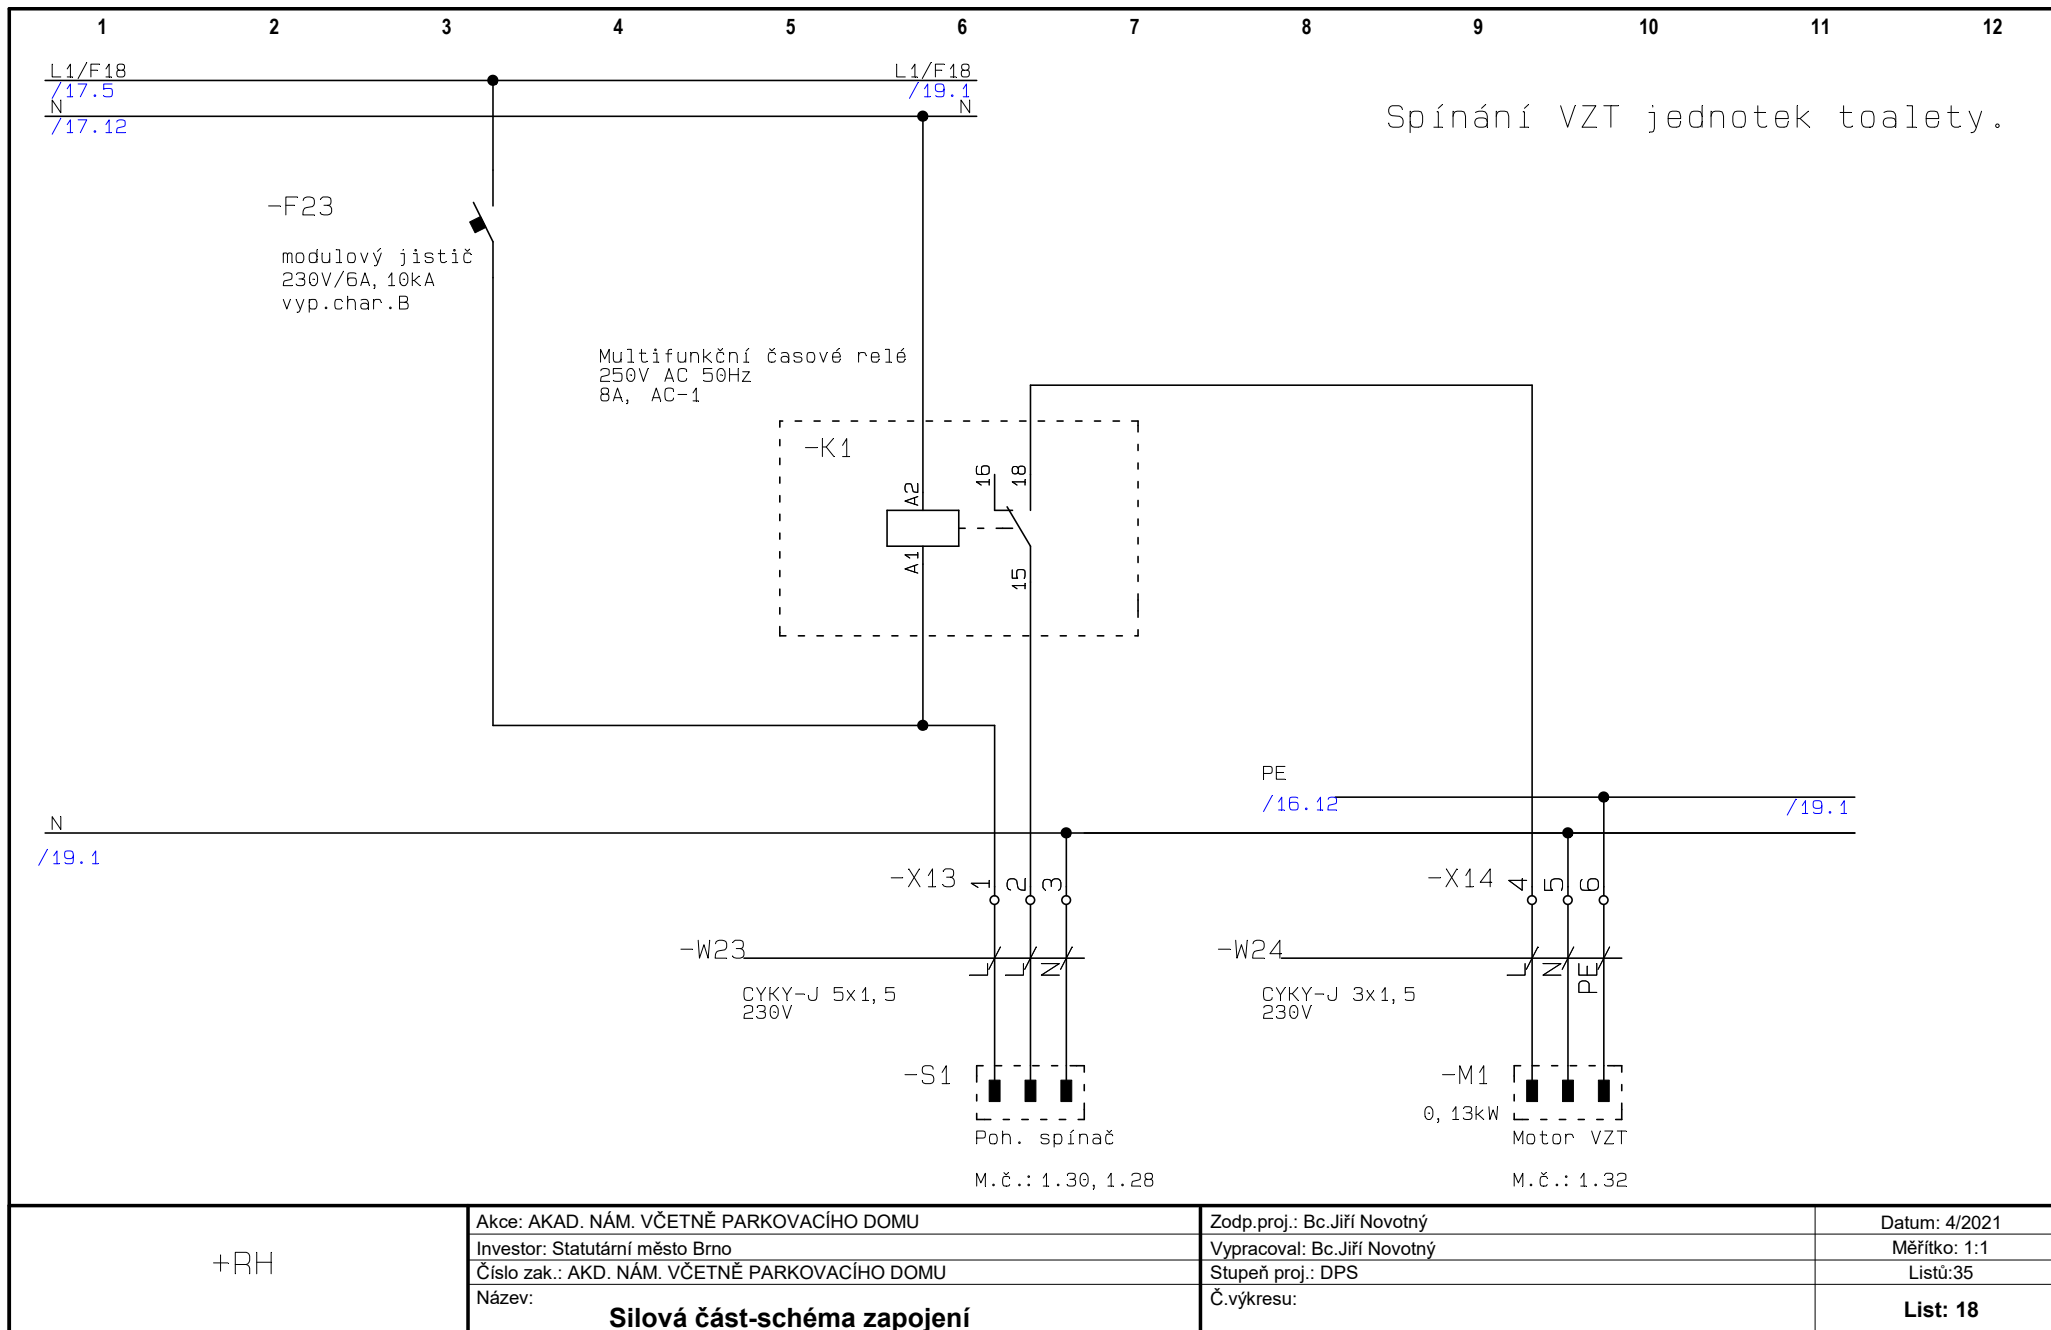 1 2 3 4 5 6 7 8 9 10 11 12
L1/F18
/17.5
N
/17.12
L1/F18
/19.1
N
Spínání VZT jednotek toalety.
-F23
modulový jistič
230V/6A, 10kA
vyp.char.B
Multifunkční časové relé
250V AC 50Hz
8A, AC-1
-K1
A2
A1
16
18
15
PE
/16.12
/19.1
N
/19.1
-X13
1 2 3
-X14
4 5 6
-W23
L L N
CYKY-J 5x1,5
230V
-W24
L N PE
CYKY-J 3x1,5
230V
-S1
Poh. spínač
M.č.: 1.30, 1.28
-M1
0,13kW
Motor VZT
M.č.: 1.32
+RH
Akce: AKAD. NÁM. VČETNĚ PARKOVACÍHO DOMU
Investor: Statutární město Brno
Číslo zak.: AKD. NÁM. VČETNĚ PARKOVACÍHO DOMU
Název:
Silová část-schéma zapojení
Zodp.proj.: Bc.Jiří Novotný
Vypracoval: Bc.Jiří Novotný
Stupeň proj.: DPS
Č.výkresu:
Datum: 4/2021
Měřítko: 1:1
Listů:35
List: 18